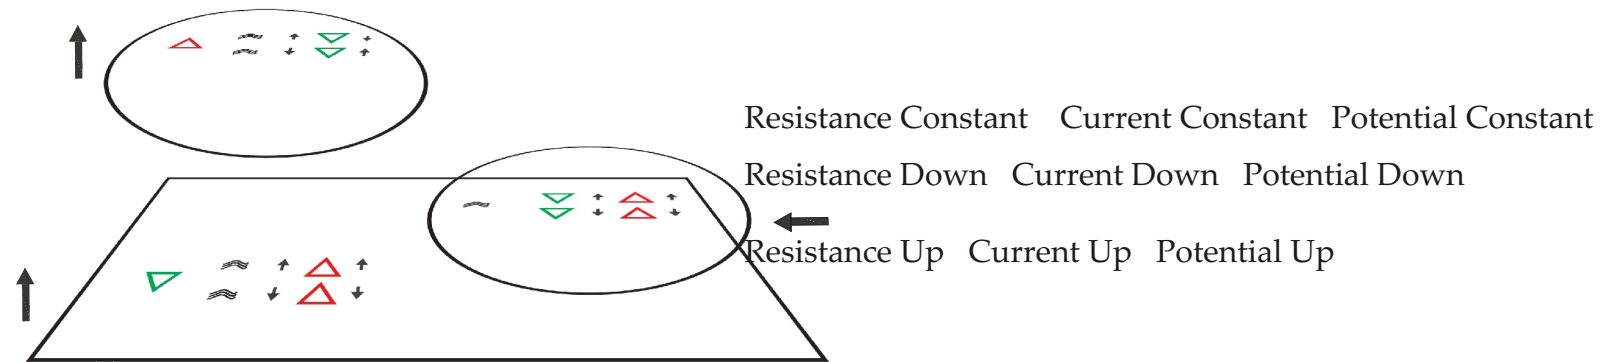 Resistance Constant Current Constant Potential Constant
Resistance Down Current Down Potential Down
Resistance Up Current Up Potential Up